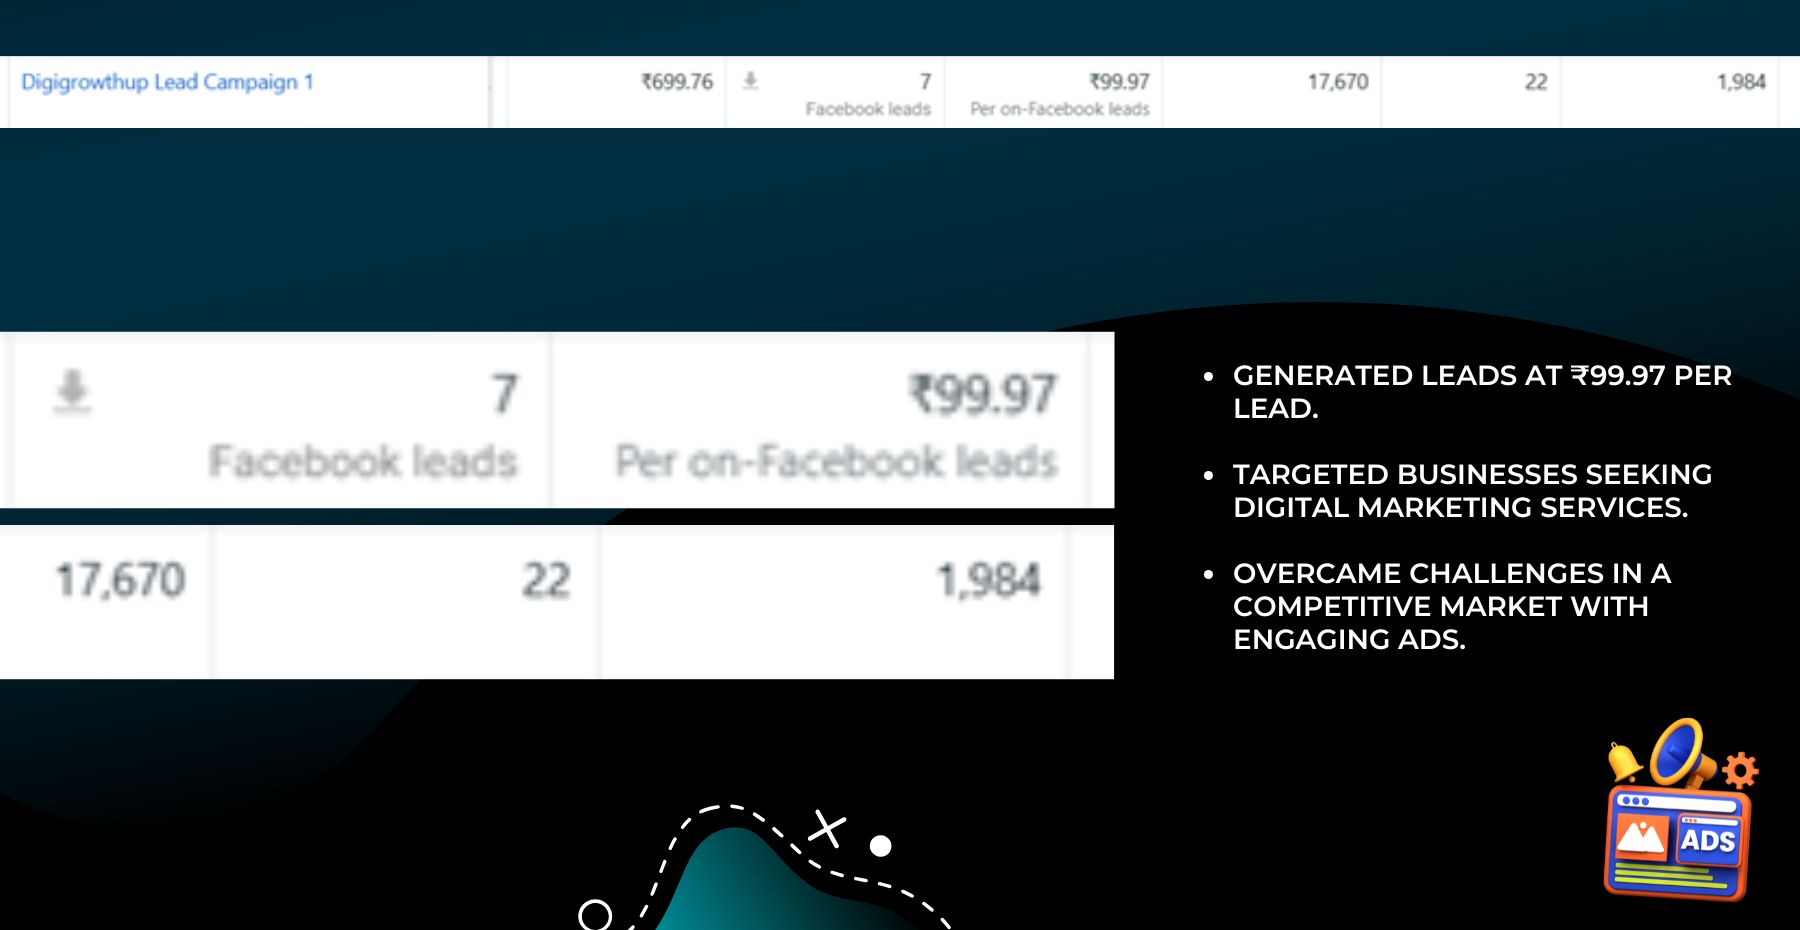 Digigrowthup Lead Campaign 1 ₹699.76 7 ₹99.97 17,670 22 1,984
Facebook leads Per on-Facebook leads
7 ₹99.97
Facebook leads Per on-Facebook leads
17,670 22 1,984
• GENERATED LEADS AT ₹99.97 PER
LEAD.
• TARGETED BUSINESSES SEEKING
DIGITAL MARKETING SERVICES.
• OVERCAME CHALLENGES IN A
COMPETITIVE MARKET WITH
ENGAGING ADS.
ADS